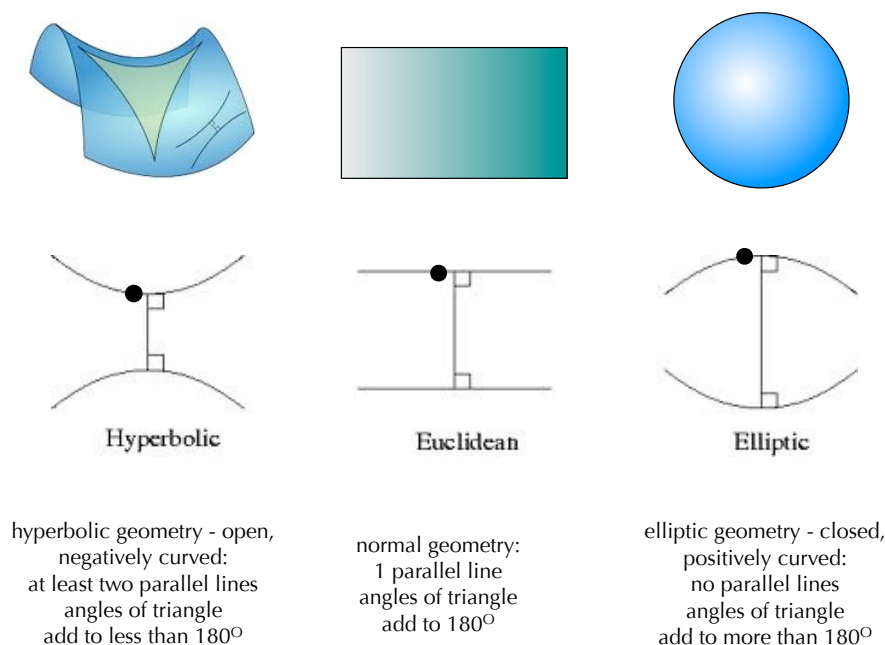 Hyperbolic
Euclidean
Elliptic
hyperbolic geometry - open,
negatively curved:
at least two parallel lines
angles of triangle
add to less than 180O
normal geometry:
1 parallel line
angles of triangle
add to 180O
elliptic geometry - closed,
positively curved:
no parallel lines
angles of triangle
add to more than 180O